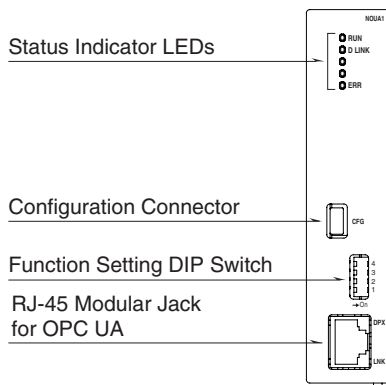 NOUA1
Status Indicator LEDs
RUN
D LINK
ERR
Configuration Connector
CFG
Function Setting DIP Switch
4
3
2
1
→On
RJ-45 Modular Jack
for OPC UA
DPX
LNK